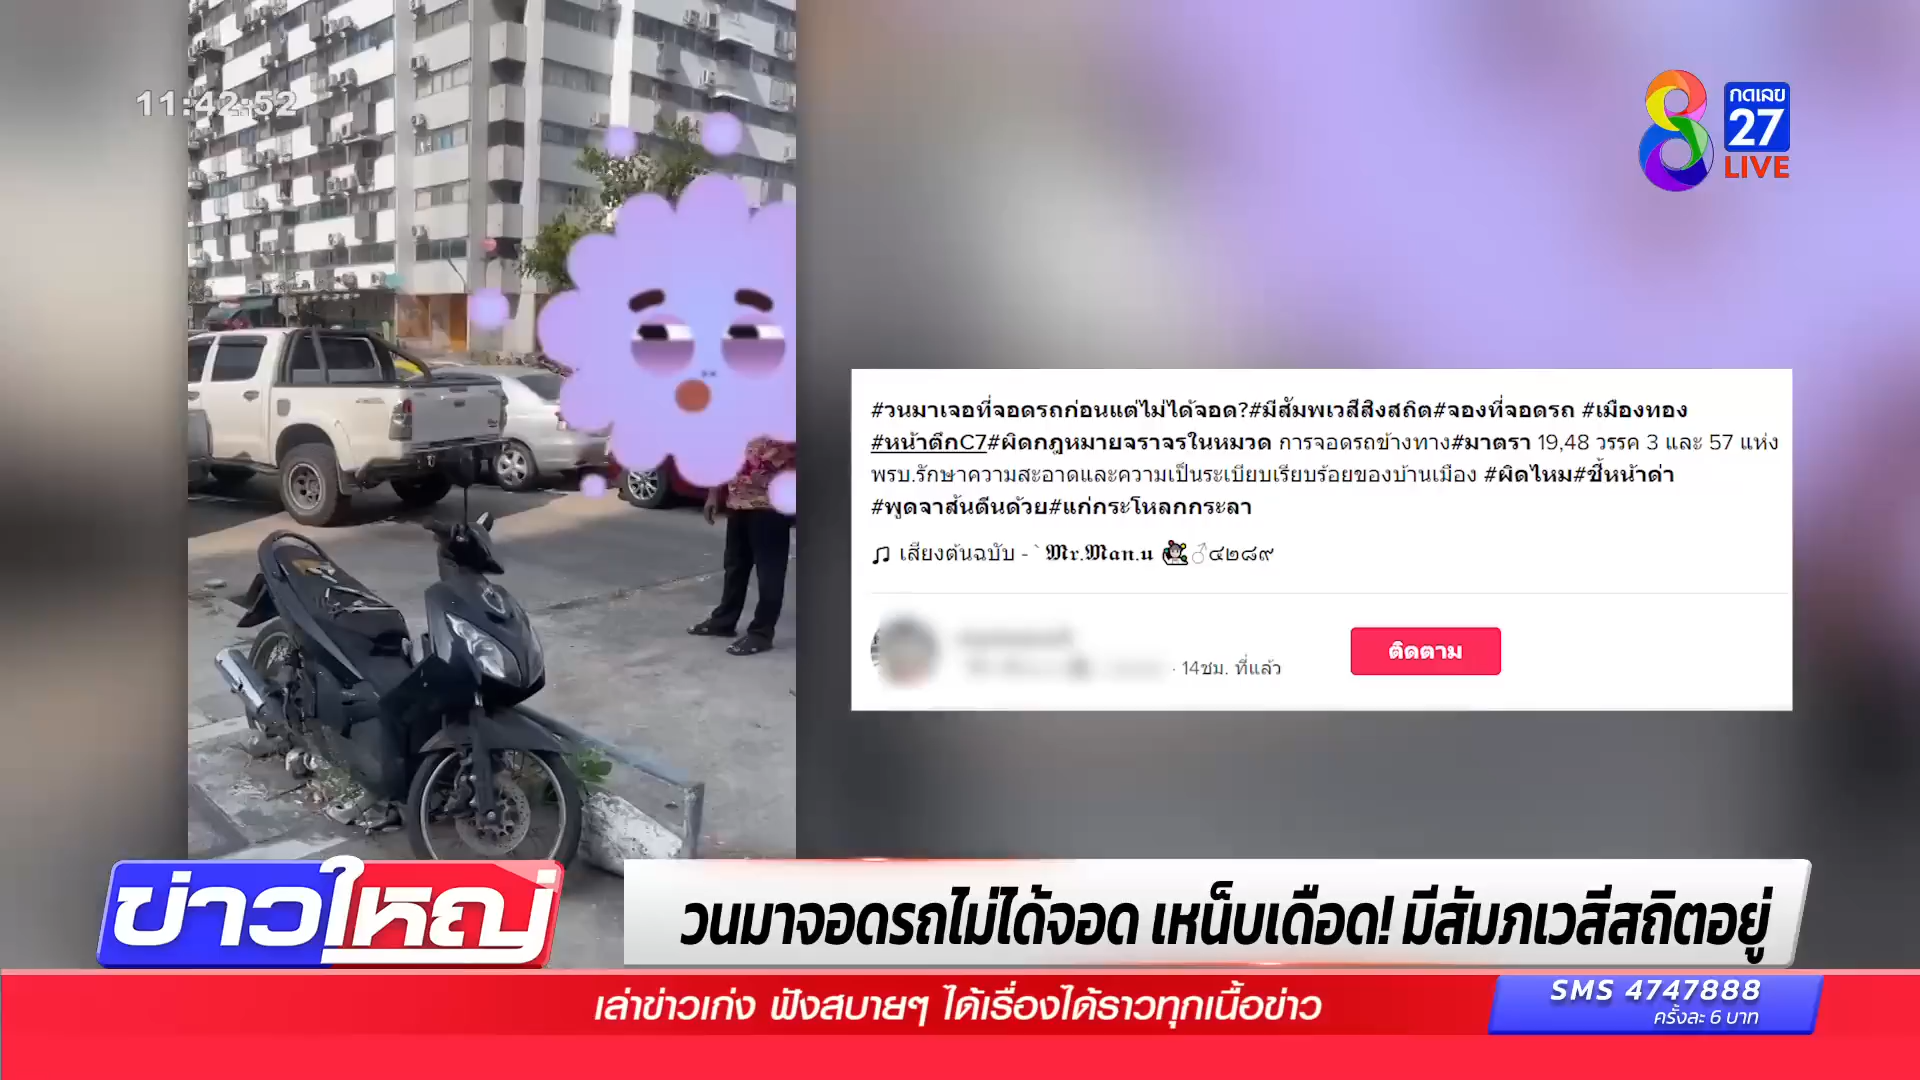 11:42:52
กดเลข
27
LIVE
#วนมาเจอที่จอดรถก่อนแต่ไม่ได้จอด?#มีสัมพเวสีสิงสถิต#จองที่จอดรถ #เมืองทอง
#หน้าตึกC7#ผิดกฎหมายจราจรในหมวด การจอดรถข้างทาง#มาตรา 19,48 วรรค 3 และ 57 แห่ง
พรบ.รักษาความสะอาดและความเป็นระเบียบเรียบร้อยของบ้านเมือง #ผิดไหม#ชี้หน้าด่า
#พูดจาส้นตีนด้วย#แก่กระโหลกกระลา
♫ เสียงต้นฉบับ - ` 𝕸𝖗.𝕸𝖆𝖓.𝖚 ♂๔๒๘๙
· 14ชม. ที่แล้ว
ติดตาม
ข่าวใหญ่
วนมาจอดรถไม่ได้จอด เหน็บเดือด! มีสัมภเวสีสถิตอยู่
เล่าข่าวเก่ง ฟังสบายๆ ได้เรื่องได้ราวทุกเนื้อข่าว
SMS 4747888
ครั้งละ 6 บาท